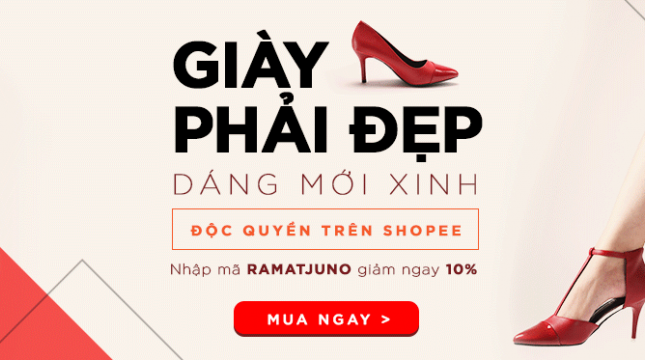 GIÀY
PHẢI ĐẸP
DÁNG MỚI XINH
ĐỘC QUYỀN TRÊN SHOPEE
Nhập mã RAMATJUNO giảm ngay 10%
MUA NGAY >